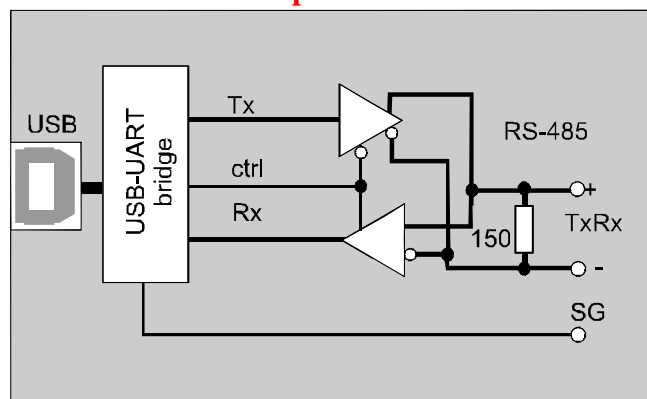 USB
USB-UART
bridge
Tx
ctrl
Rx
RS-485
+
TxRx
150
-
SG